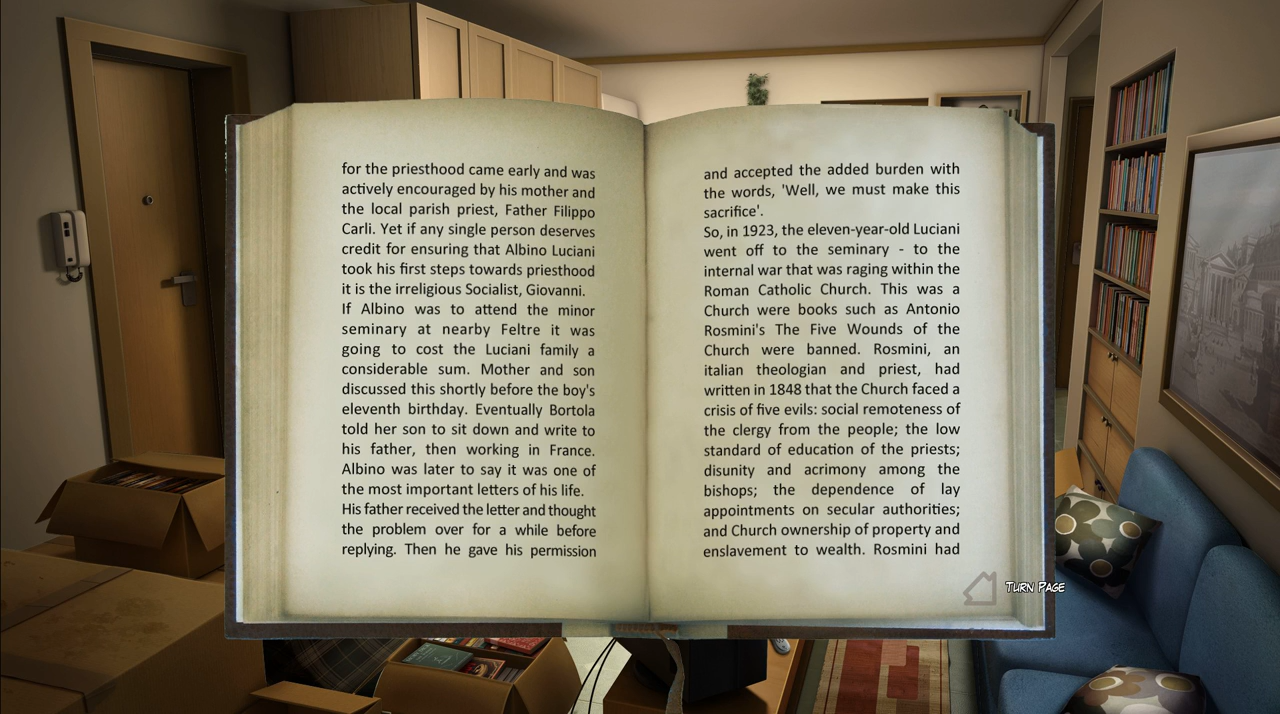 for the priesthood came early and was
actively encouraged by his mother and
the local parish priest, Father Filippo
Carli. Yet if any single person deserves
credit for ensuring that Albino Luciani
took his first steps towards priesthood
it is the irreligious Socialist, Giovanni.
If Albino was to attend the minor
seminary at nearby Feltre it was
going to cost the Luciani family a
considerable sum. Mother and son
discussed this shortly before the boy's
eleventh birthday. Eventually Bortola
told her son to sit down and write to
his father, then working in France.
Albino was later to say it was one of
the most important letters of his life.
His father received the letter and thought
the problem over for a while before
replying. Then he gave his permission
and accepted the added burden with
the words, 'Well, we must make this
sacrifice'.
So, in 1923, the eleven-year-old Luciani
went off to the seminary - to the
internal war that was raging within the
Roman Catholic Church. This was a
Church were books such as Antonio
Rosmini's The Five Wounds of the
Church were banned. Rosmini, an
italian theologian and priest, had
written in 1848 that the Church faced a
crisis of five evils: social remoteness of
the clergy from the people; the low
standard of education of the priests;
disunity and acrimony among the
bishops; the dependence of lay
appointments on secular authorities;
and Church ownership of property and
enslavement to wealth. Rosmini had
Turn Page